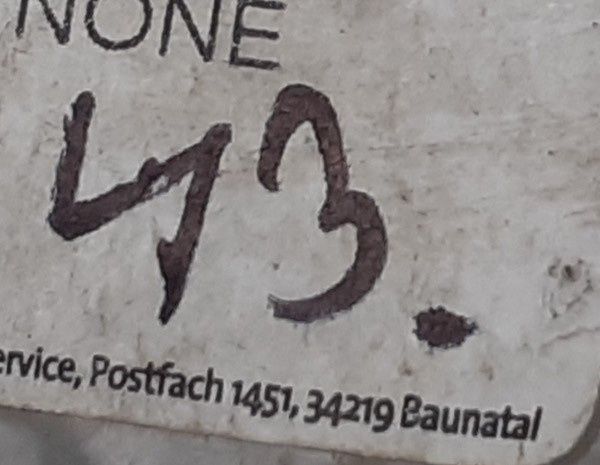 NONE
43.
ervice, Postfach 1451, 34219 Baunatal